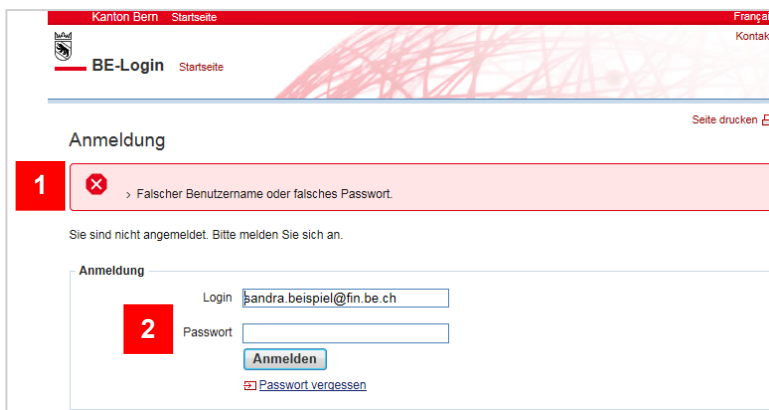 Kanton Bern Startseite Françai
Kontak
BE-Login Startseite
Seite drucken
Anmeldung
1
> Falscher Benutzername oder falsches Passwort.
Sie sind nicht angemeldet. Bitte melden Sie sich an.
Anmeldung
Login sandra.beispiel@fin.be.ch
2
Passwort
Anmelden
Passwort vergessen